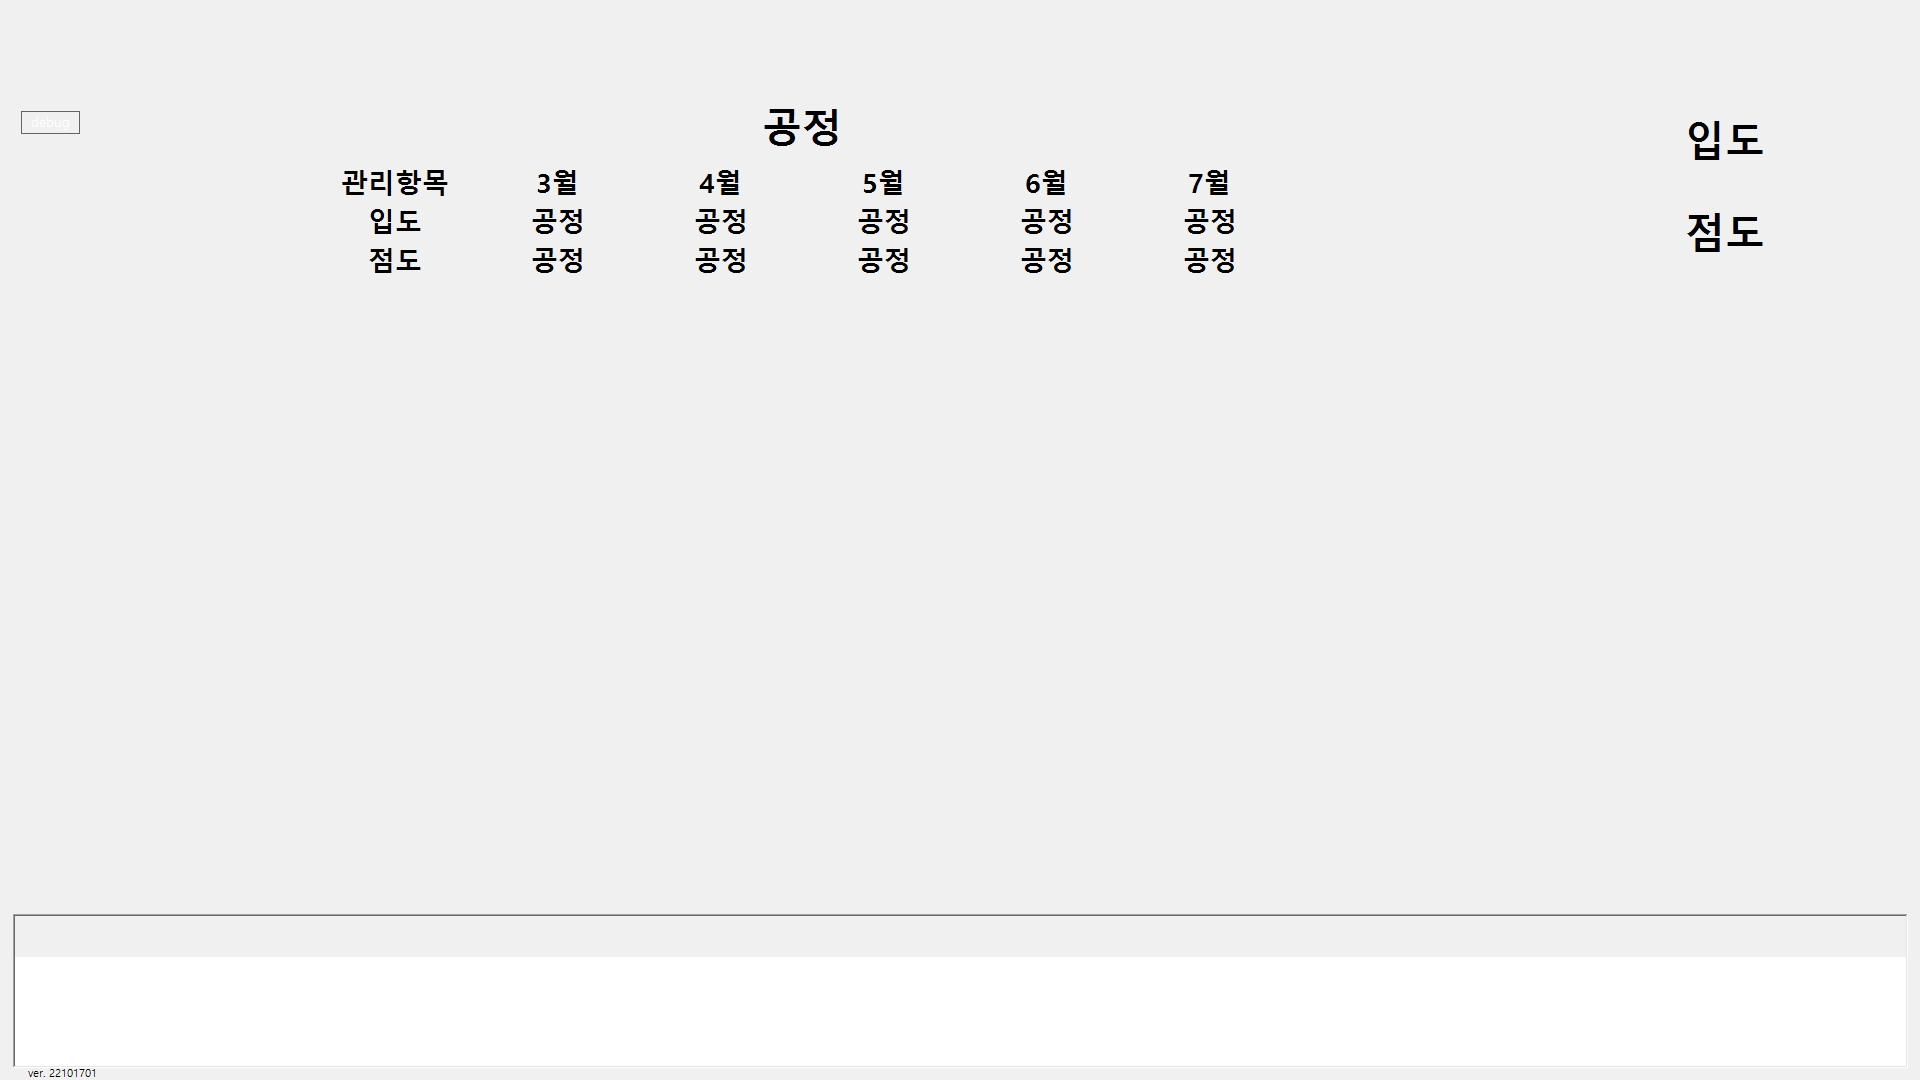 debug
공정
입도
관리항목 3월 4월 5월 6월 7월
입도 공정 공정 공정 공정 공정
점도
점도 공정 공정 공정 공정 공정
ver. 22101701